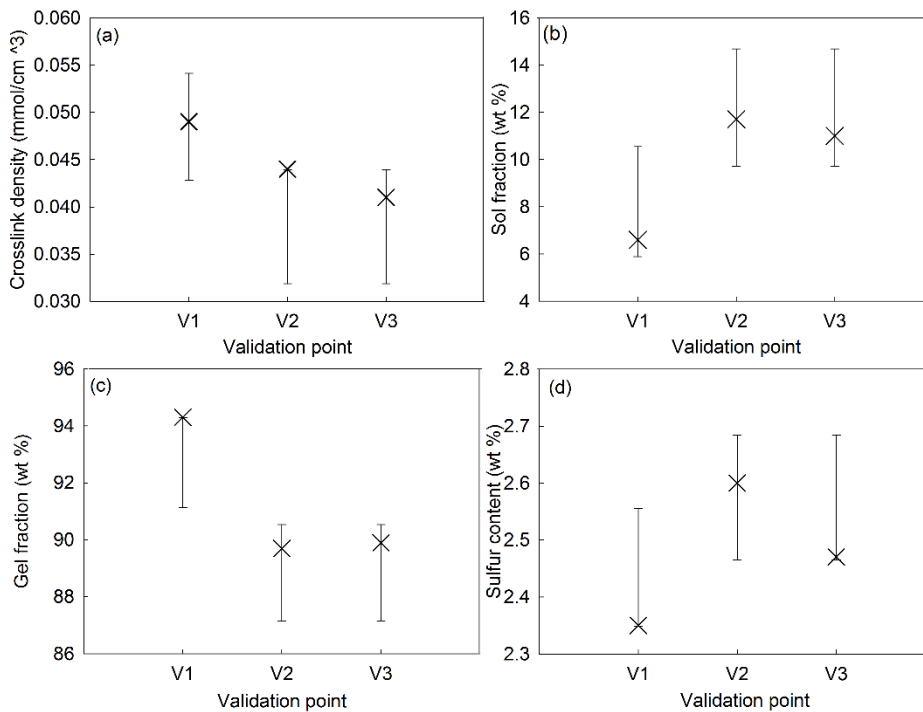 (a)
Crosslink density (mmol/cm ^3)
0.060
0.055
0.050
0.045
0.040
0.035
0.030
V1 V2 V3
Validation point
(b)
Sol fraction (wt %)
16
14
12
10
8
6
4
V1 V2 V3
Validation point
(c)
Gel fraction (wt %)
96
94
92
90
88
86
V1 V2 V3
Validation point
(d)
Sulfur content (wt %)
2.8
2.7
2.6
2.5
2.4
2.3
V1 V2 V3
Validation point